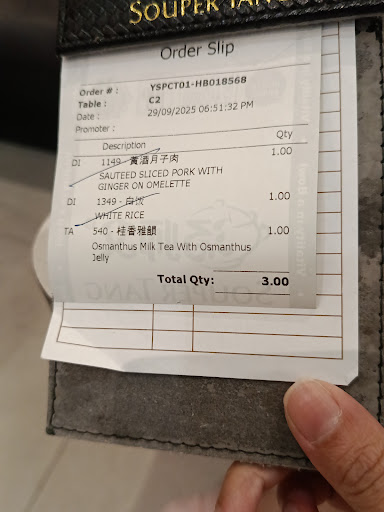 SOUPER TANG
Order Slip
Order # : YSPCT01-HB018568
Table : C2
Date : 29/09/2025 06:51:32 PM
Promoter :
Description Qty
DI 1149 - 黃酒月子肉 1.00
SAUTEED SLICED PORK WITH
GINGER ON OMELETTE
DI 1349 - 白饭 1.00
WHITE RICE
TA 540 - 桂香雅韻 1.00
Osmanthus Milk Tea With Osmanthus
Jelly
Total Qty: 3.00